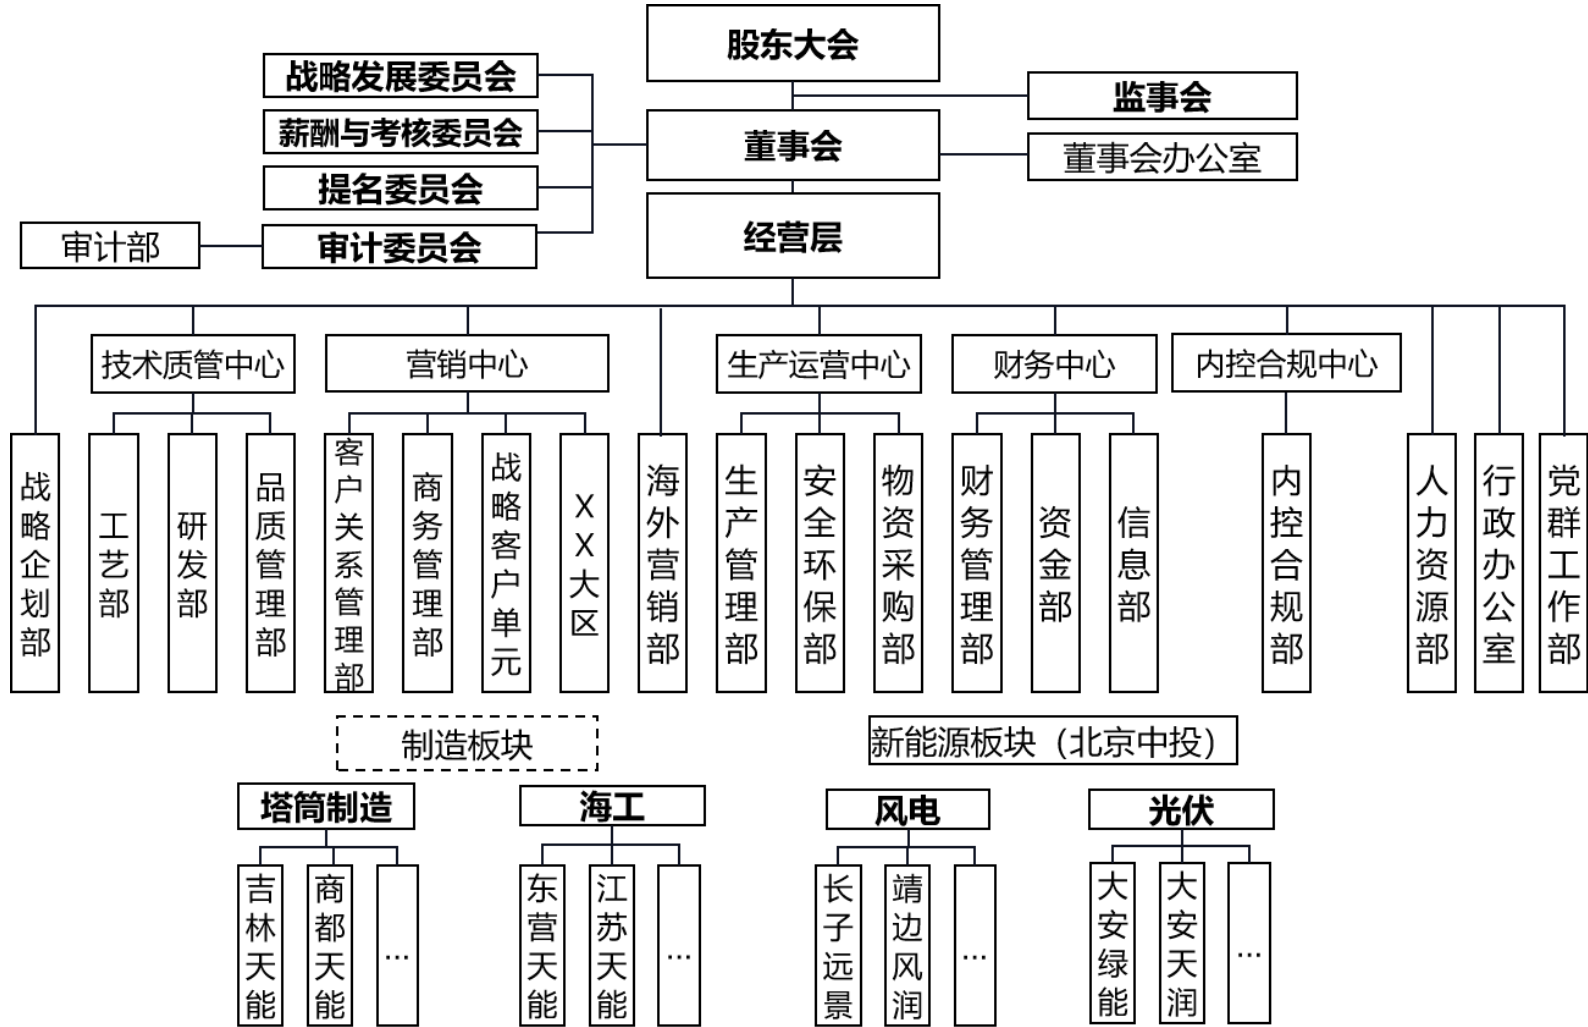 股东大会
战略发展委员会
监事会
薪酬与考核委员会
董事会
董事会办公室
提名委员会
审计部
审计委员会
经营层
技术质管中心
营销中心
生产运营中心
财务中心
内控合规中心
战略企划部
工艺部
研发部
品质管理部
客户关系管理部
商务管理部
战略客户单元
XX大区
海外营销部
生产管理部
安全环保部
物资采购部
财务管理部
资金部
信息部
内控合规部
人力资源部
行政办公室
党群工作部
制造板块
新能源板块（北京中投）
塔筒制造
海工
风电
光伏
吉林天能
商都天能
...
东营天能
江苏天能
...
长子远景
靖边风润
...
大安绿能
大安天润
...